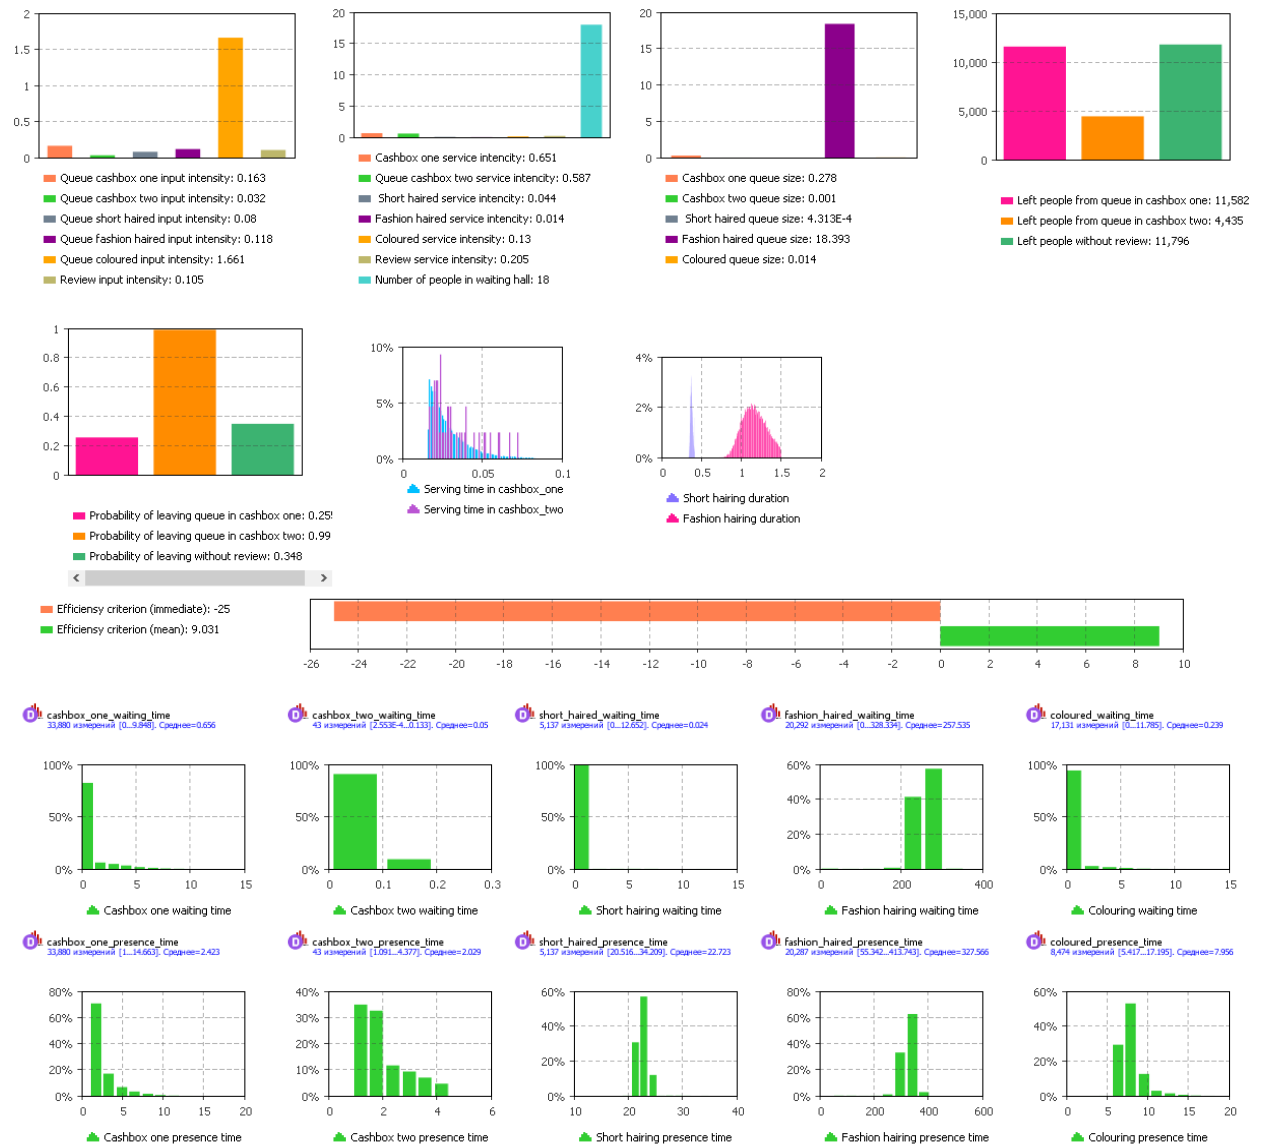 2
1.5
1
0.5
0
Queue cashbox one input intensity: 0.163
Queue cashbox two input intensity: 0.032
Queue short haired input intensity: 0.08
Queue fashion haired input intensity: 0.118
Queue coloured input intensity: 1.661
Review input intensity: 0.105
20
15
10
5
0
Cashbox one service intencity: 0.651
Queue cashbox two service intencity: 0.587
Short haired service intencity: 0.044
Fashion haired service intencity: 0.014
Coloured service intensity: 0.13
Review service intensity: 0.205
Number of people in waiting hall: 18
20
15
10
5
0
Cashbox one queue size: 0.278
Cashbox two queue size: 0.001
Short haired queue size: 4.313E-4
Fashion haired queue size: 18.393
Coloured queue size: 0.014
15,000
10,000
5,000
0
Left people from queue in cashbox one: 11,582
Left people from queue in cashbox two: 4,435
Left people without review: 11,796
1
0.8
0.6
0.4
0.2
0
Probability of leaving queue in cashbox one: 0.25
Probability of leaving queue in cashbox two: 0.99
Probability of leaving without review: 0.348
10%
5%
0%
0 0.05 0.1
Serving time in cashbox_one
Serving time in cashbox_two
4%
2%
0%
0 0.5 1 1.5 2
Short hairing duration
Fashion hairing duration
Efficiensy criterion (immediate): -25
Efficiensy criterion (mean): 9.031
-26 -24 -22 -20 -18 -16 -14 -12 -10 -8 -6 -4 -2 0 2 4 6 8 10
cashbox_one_waiting_time
33,880 измерений [0...9.848]. Среднее=0.656
100%
50%
0%
0 5 10 15
Cashbox one waiting time
cashbox_two_waiting_time
43 измерений [2.553E-4...0.133]. Среднее=0.05
100%
50%
0%
0 0.1 0.2 0.3
Cashbox two waiting time
short_haired_waiting_time
5,137 измерений [0...12.652]. Среднее=0.024
100%
50%
0%
0 5 10 15
Short hairing waiting time
fashion_haired_waiting_time
20,292 измерений [0...328.334]. Среднее=257.535
60%
40%
20%
0%
0 200 400
Fashion hairing waiting time
coloured_waiting_time
17,131 измерений [0...11.785]. Среднее=0.239
100%
50%
0%
0 5 10 15
Colouring waiting time
cashbox_one_presence_time
33,880 измерений [1...14.663]. Среднее=2.423
80%
60%
40%
20%
0%
0 5 10 15 20
Cashbox one presence time
cashbox_two_presence_time
43 измерений [1.091...4.377]. Среднее=2.029
40%
30%
20%
10%
0%
0 2 4 6
Cashbox two presence time
short_haired_presence_time
5,137 измерений [20.516...34.209]. Среднее=22.723
60%
40%
20%
0%
10 20 30 40
Short hairing presence time
fashion_haired_presence_time
20,287 измерений [55.342...413.743]. Среднее=327.566
80%
60%
40%
20%
0%
0 200 400 600
Fashion hairing presence time
coloured_presence_time
8,474 измерений [5.417...17.195]. Среднее=7.956
60%
40%
20%
0%
0 5 10 15 20
Colouring presence time